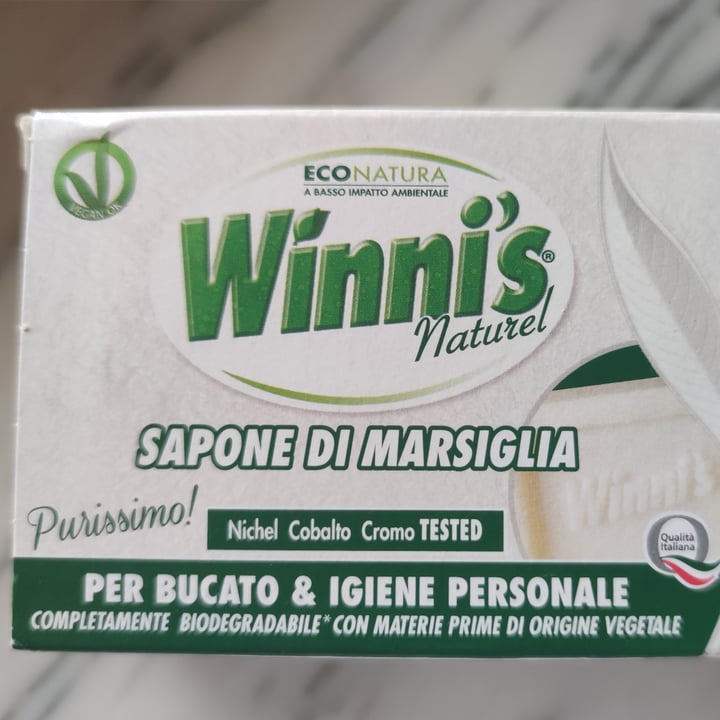 VEGAN OK
ECONATURA
A BASSO IMPATTO AMBIENTALE
Winni's®
Naturel
SAPONE DI MARSIGLIA
Winni's
Purissimo!
Nichel Cobalto Cromo TESTED
Qualità
Italiana
PER BUCATO & IGIENE PERSONALE
COMPLETAMENTE BIODEGRADABILE* CON MATERIE PRIME DI ORIGINE VEGETALE